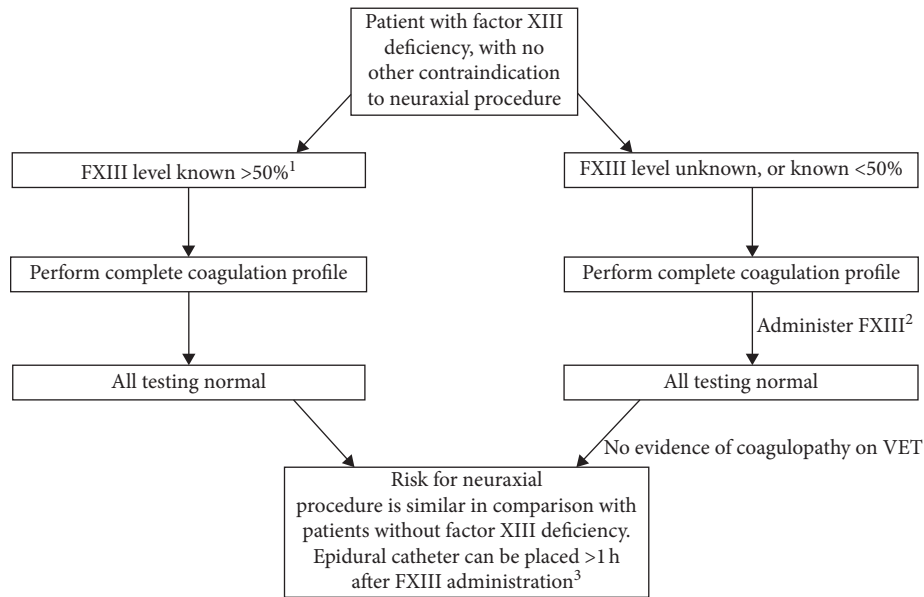 Patient with factor XIII
deficiency, with no
other contraindication
to neuraxial procedure
FXIII level known >50%¹
FXIII level unknown, or known <50%
Perform complete coagulation profile
Perform complete coagulation profile
Administer FXIII²
All testing normal
All testing normal
No evidence of coagulopathy on VET
Risk for neuraxial
procedure is similar in comparison with
patients without factor XIII deficiency.
Epidural catheter can be placed >1 h
after FXIII administration³